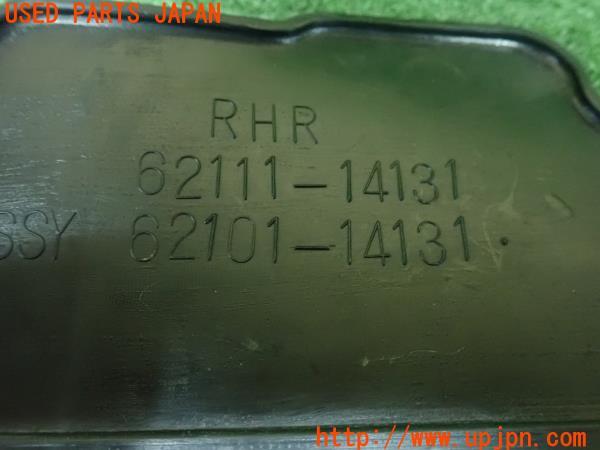 USED PARTS JAPAN
RHR
62111-14131
SSY 62101-14131
http://www.upjpn.com/